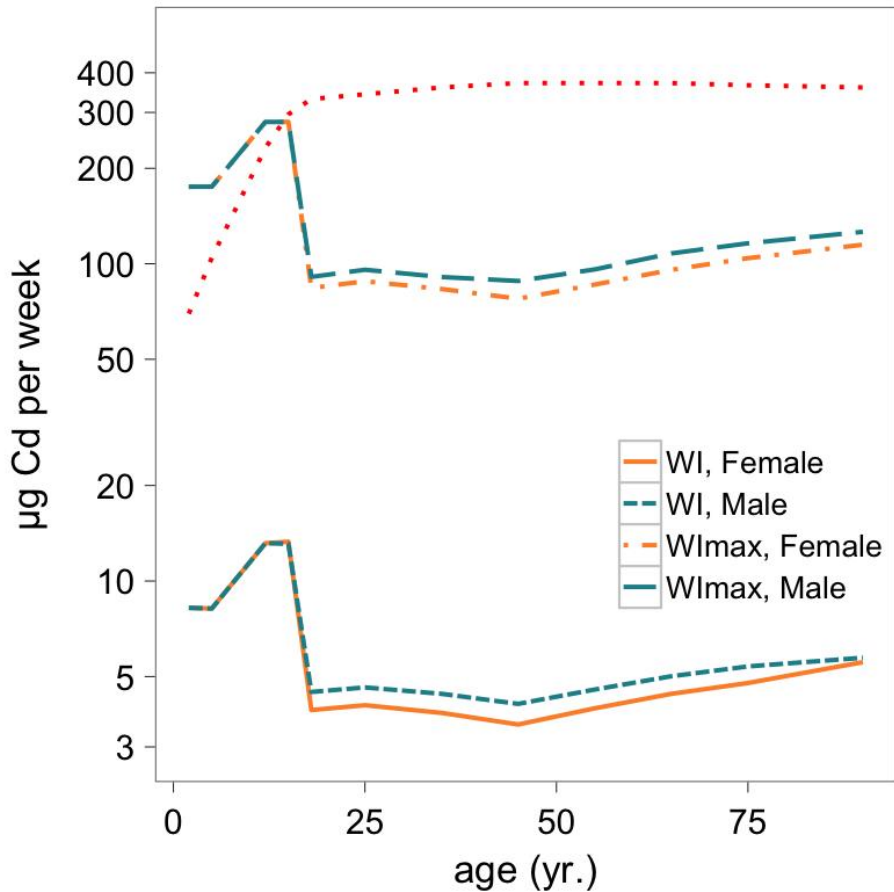 400
300
200
100
50
20
10
5
3
µg Cd per week
WI, Female
WI, Male
WImax, Female
WImax, Male
0 25 50 75
age (yr.)